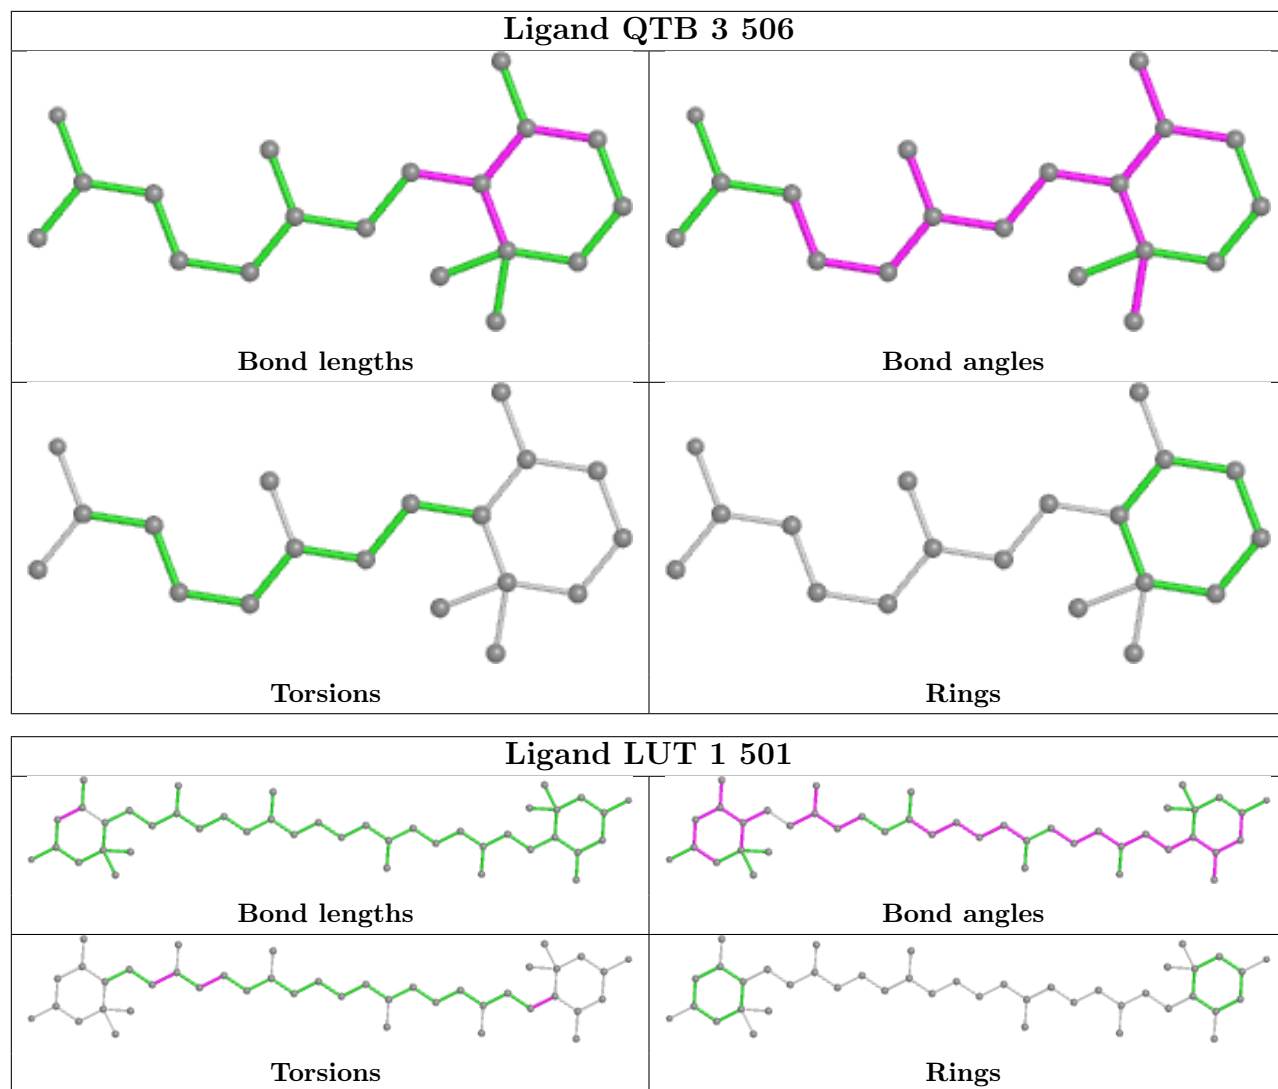 Ligand QTB 3 506
Bond lengths
Bond angles
Torsions
Rings
Ligand LUT 1 501
Bond lengths
Bond angles
Torsions
Rings